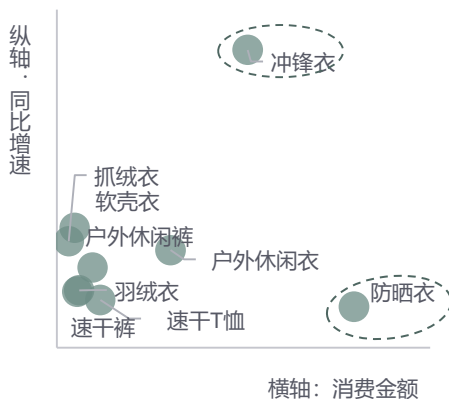 纵轴：同比增速
冲锋衣
抓绒衣
软壳衣
户外休闲裤
户外休闲衣
羽绒衣
防晒衣
速干裤
速干T恤
横轴：消费金额